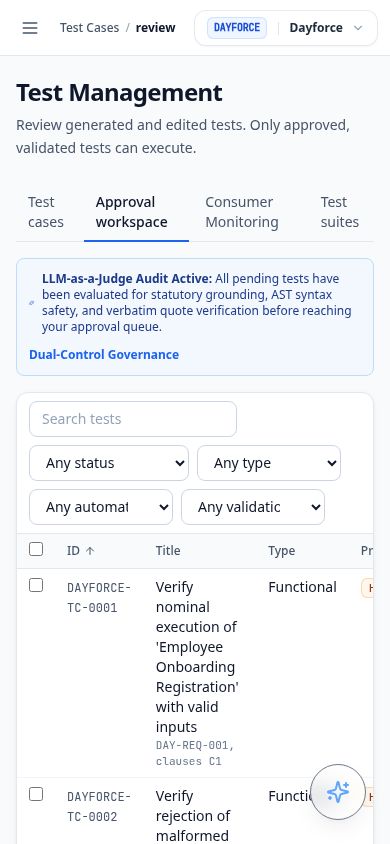 Test Cases / review
DAYFORCE
Dayforce
Test Management
Review generated and edited tests. Only approved,
validated tests can execute.
Test
cases
Approval
workspace
Consumer
Monitoring
Test
suites
LLM-as-a-Judge Audit Active: All pending tests have
been evaluated for statutory grounding, AST syntax
safety, and verbatim quote verification before reaching
your approval queue.
Dual-Control Governance
Search tests
Any status
Any type
Any automat
Any validatic
ID ↑
Title
Type
Pr
DAYFORCE-
TC-0001
Verify
nominal
execution of
'Employee
Onboarding
Registration'
with valid
inputs
DAY-REQ-001,
clauses C1
Functional
DAYFORCE-
TC-0002
Verify
rejection of
malformed